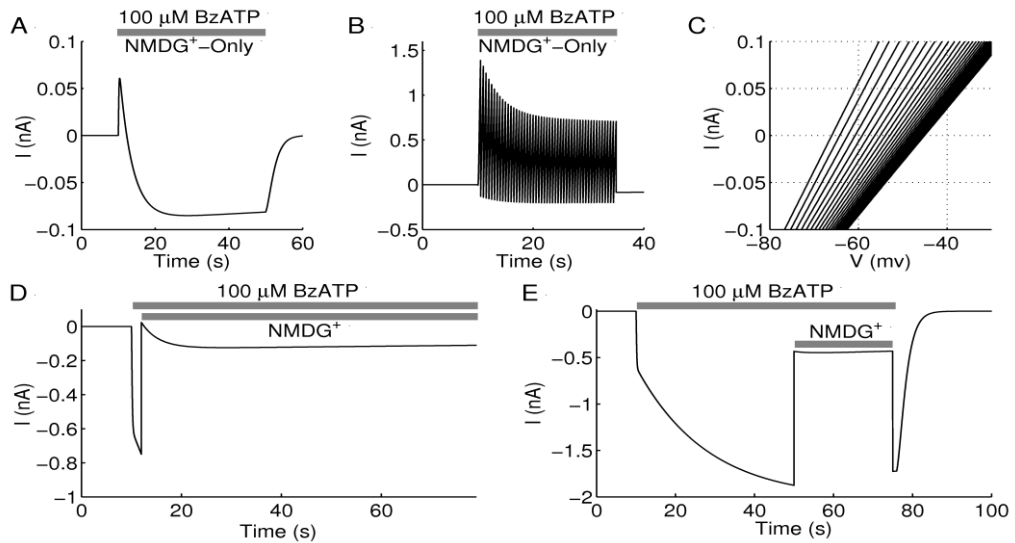 A
100 µM BzATP
NMDG+−Only
0.1
0.05
0
−0.05
−0.1
I (nA)
0
20
40
60
Time (s)
B
100 µM BzATP
NMDG+−Only
1.5
1
0.5
0
−0.5
I (nA)
0
10
20
30
40
Time (s)
C
0.1
0.05
0
−0.05
−0.1
I (nA)
−80
−60
−40
V (mv)
D
100 µM BzATP
NMDG+
0
−0.2
−0.4
−0.6
−0.8
−1
I (nA)
0
20
40
60
Time (s)
E
100 µM BzATP
NMDG+
0
−0.5
−1
−1.5
−2
I (nA)
0
20
40
60
80
100
Time (s)